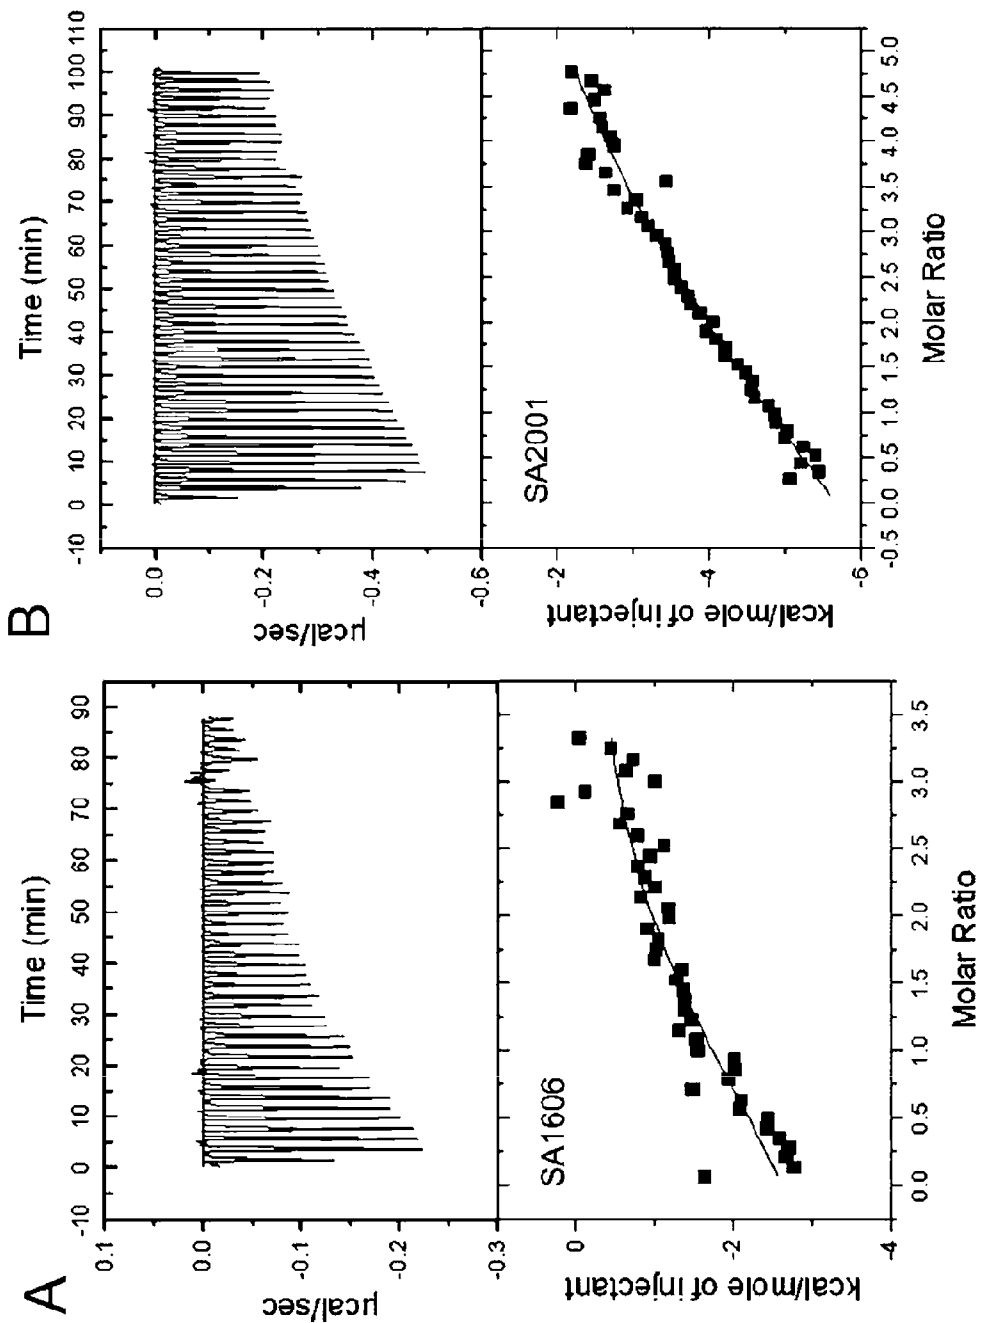 A
Time (min)
-10 0 10 20 30 40 50 60 70 80 90
0.1
0.0
-0.1
-0.2
-0.3
µcal/sec
SA1606
0
-2
-4
kcal/mole of injectant
0.0 0.5 1.0 1.5 2.0 2.5 3.0 3.5
Molar Ratio
B
Time (min)
-10 0 10 20 30 40 50 60 70 80 90 100 110
0.0
-0.2
-0.4
-0.6
µcal/sec
SA2001
-2
-4
-6
kcal/mole of injectant
-0.5 0.0 0.5 1.0 1.5 2.0 2.5 3.0 3.5 4.0 4.5 5.0
Molar Ratio